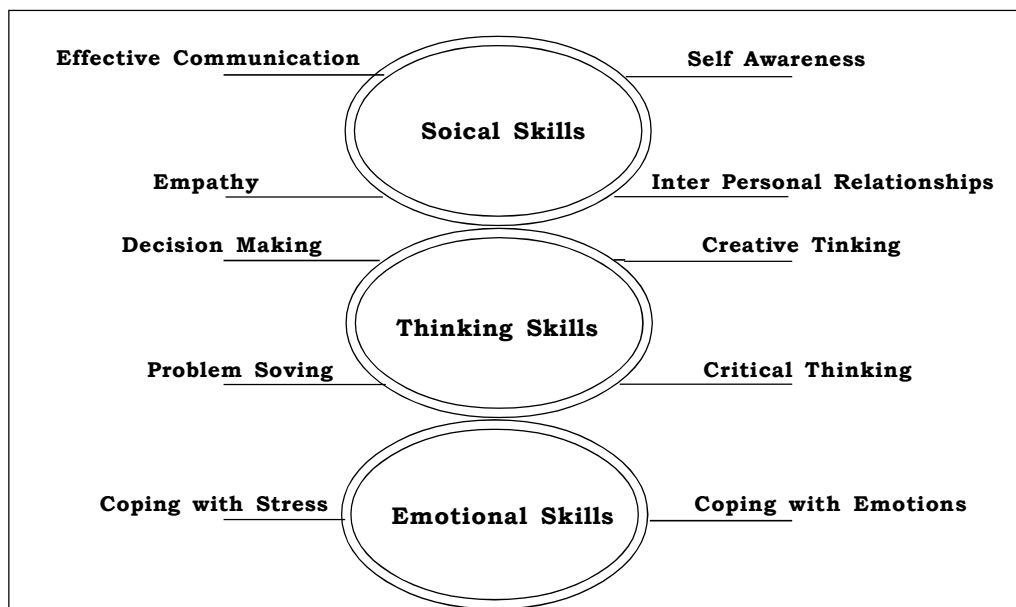 Effective Communication
Self Awareness
Soical Skills
Empathy
Inter Personal Relationships
Decision Making
Creative Tinking
Thinking Skills
Problem Soving
Critical Thinking
Coping with Stress
Coping with Emotions
Emotional Skills